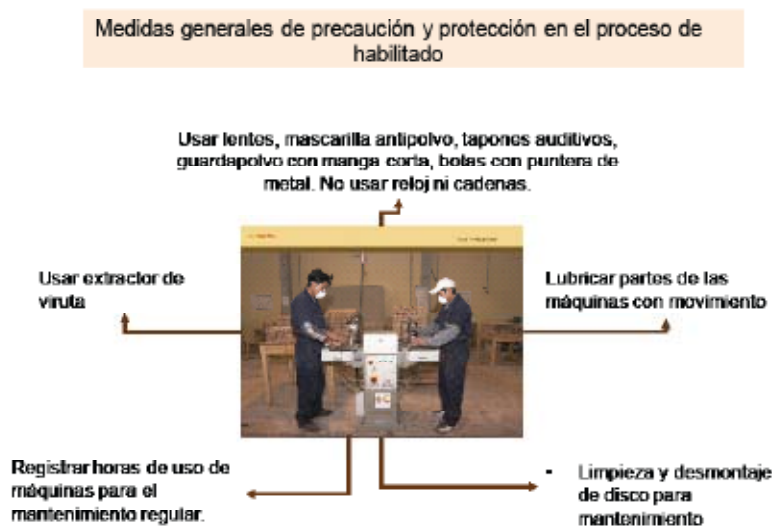 Medidas generales de precaución y protección en el proceso de
habilitado
Usar lentes, mascarilla antipolvo, tapones auditivos,
guardapolvo con manga corta, botas con puntera de
metal. No usar reloj ni cadenas.
Usar extractor de
viruta
Lubricar partes de las
máquinas con movimiento
Registrar horas de uso de
máquinas para el
mantenimiento regular.
- Limpieza y desmontaje
de disco para
mantenimiento